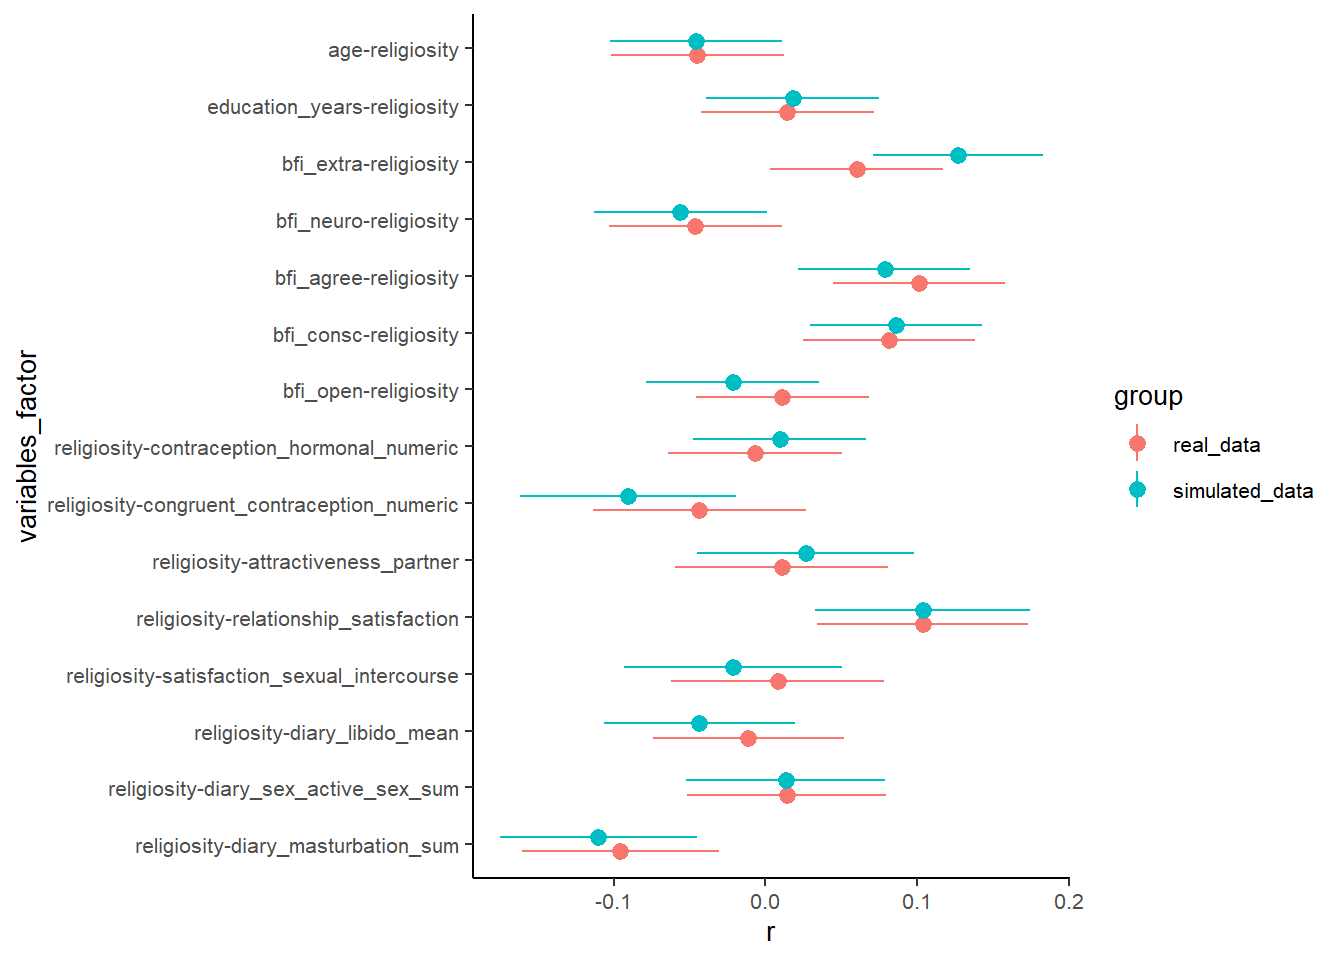 variables_factor
age-religiosity
education_years-religiosity
bfi_extra-religiosity
bfi_neuro-religiosity
bfi_agree-religiosity
bfi_consc-religiosity
bfi_open-religiosity
religiosity-contraception_hormonal_numeric
religiosity-congruent_contraception_numeric
religiosity-attractiveness_partner
religiosity-relationship_satisfaction
religiosity-satisfaction_sexual_intercourse
religiosity-diary_libido_mean
religiosity-diary_sex_active_sex_sum
religiosity-diary_masturbation_sum
-0.1 0.0 0.1 0.2
r
group
real_data
simulated_data